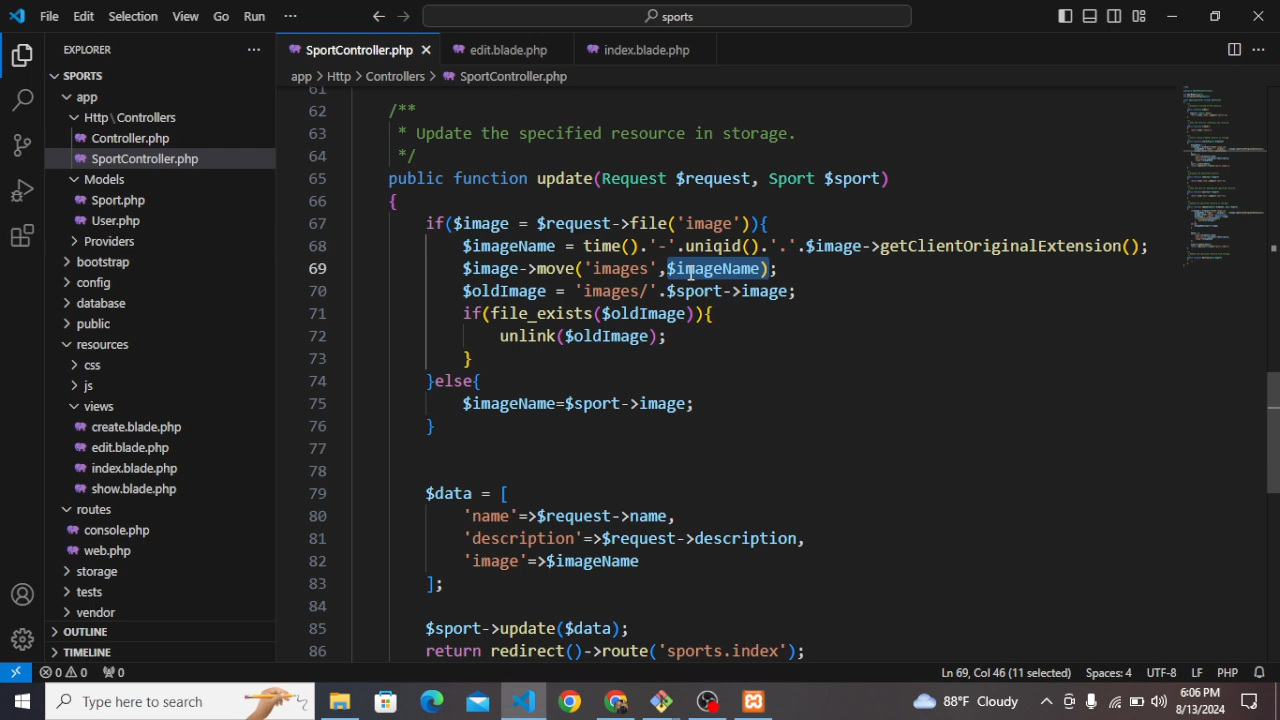 File Edit Selection View Go Run ··· sports
EXPLORER ···
SportController.php
edit.blade.php
index.blade.php
SPORTS
app > Http > Controllers > SportController.php
app
Http \ Controllers
Controller.php
SportController.php
Models
Sport.php
User.php
Providers
bootstrap
config
database
public
resources
css
js
views
create.blade.php
edit.blade.php
index.blade.php
show.blade.php
routes
console.php
web.php
storage
tests
vendor
OUTLINE
TIMELINE
61
62 /**
63 * Update the specified resource in storage.
64 */
65 public function update(Request $request, Sport $sport)
66 {
67 if($image = $request->file('image')){
68 $imageName = time().'-'.uniqid().'.'.$image->getClientOriginalExtension();
69 $image->move('images',$imageName);
70 $oldImage = 'images/'.$sport->image;
71 if(file_exists($oldImage)){
72 unlink($oldImage);
73 }
74 }else{
75 $imageName=$sport->image;
76 }
77
78
79 $data = [
80 'name'=>$request->name,
81 'description'=>$request->description,
82 'image'=>$imageName
83 ];
84
85 $sport->update($data);
86 return redirect()->route('sports.index');
0 0 0 Ln 69, Col 46 (11 selected) Spaces: 4 UTF-8 LF PHP
Type here to search
88°F Cloudy
6:06 PM
8/13/2024